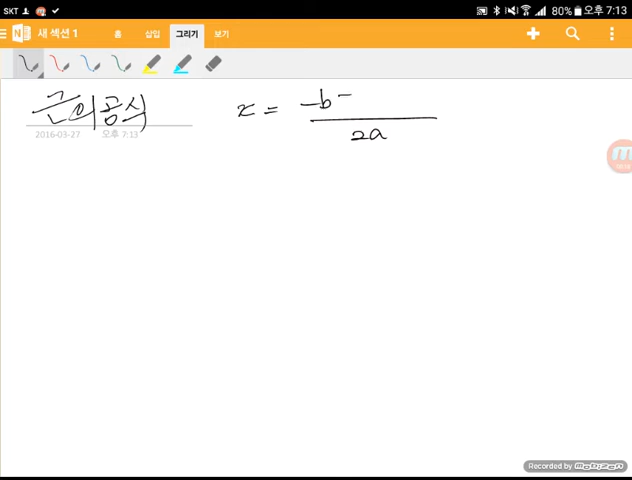 SKT 80% 오후 7:13
새 섹션 1 홈 삽입 그리기 보기
근의공식
x = -b-
2a
2016-03-27 오후 7:13
Recorded by mobizen